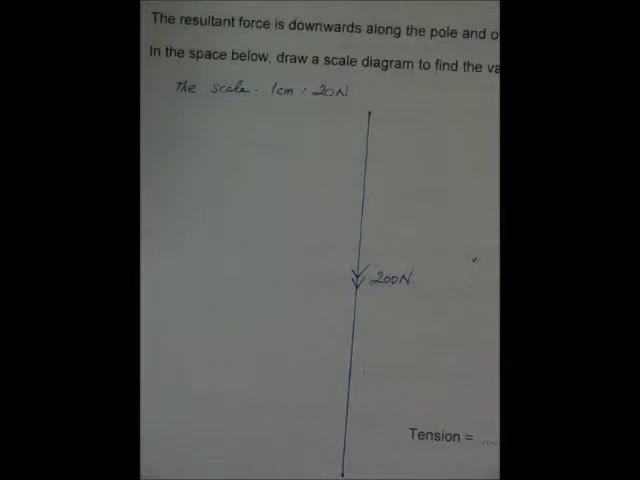 The resultant force is downwards along the pole and
In the space below, draw a scale diagram to find the
The scale - 1cm : 20N
200N
Tension = .....